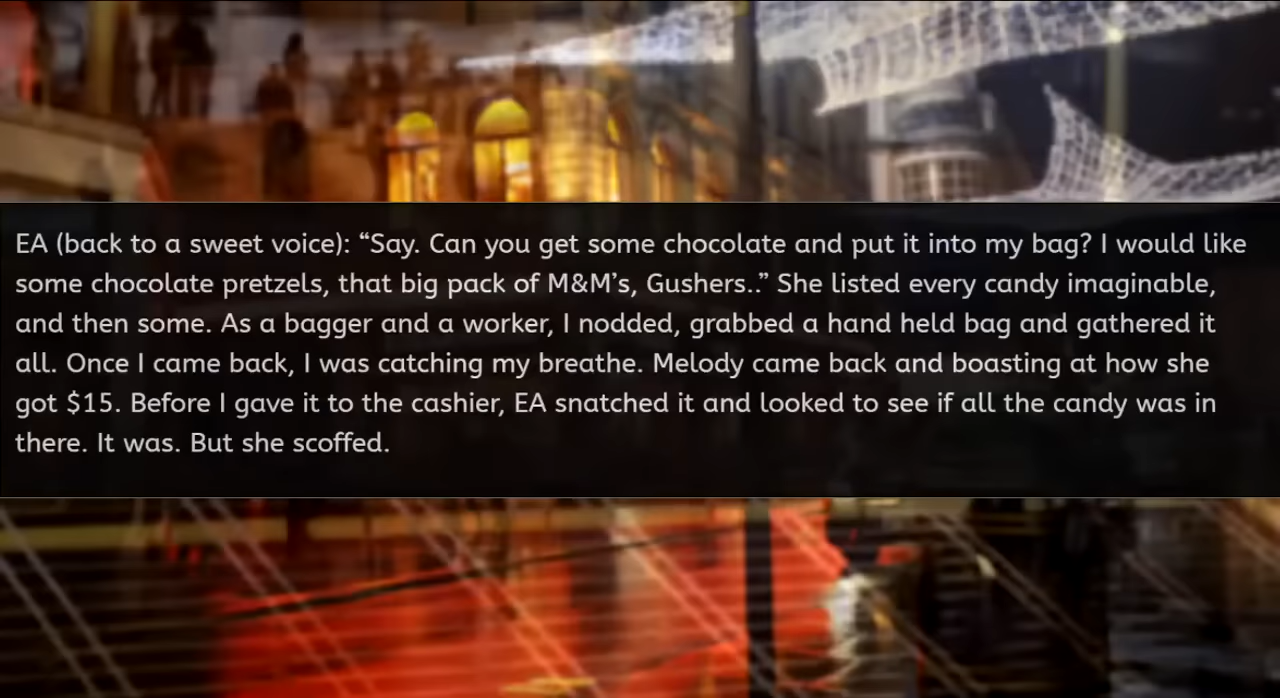 EA (back to a sweet voice): “Say. Can you get some chocolate and put it into my bag? I would like
some chocolate pretzels, that big pack of M&M’s, Gushers..” She listed every candy imaginable,
and then some. As a bagger and a worker, I nodded, grabbed a hand held bag and gathered it
all. Once I came back, I was catching my breathe. Melody came back and boasting at how she
got $15. Before I gave it to the cashier, EA snatched it and looked to see if all the candy was in
there. It was. But she scoffed.